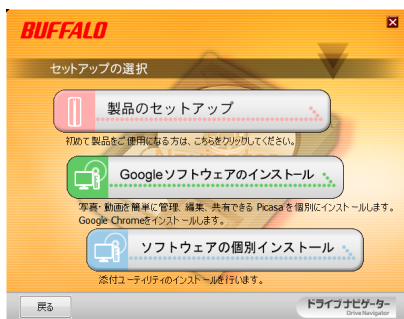 BUFFALO
セットアップの選択
製品のセットアップ
初めて製品をご使用になる方は、こちらをクリックしてください。
Googleソフトウェアのインストール
写真・動画を簡単に管理、編集、共有できる Picasa を個別にインストールします。
Google Chromeをインストールします。
ソフトウェアの個別インストール
添付ユーティリティのインストールを行います。
戻る
ドライブナビゲーター
Drive Navigator